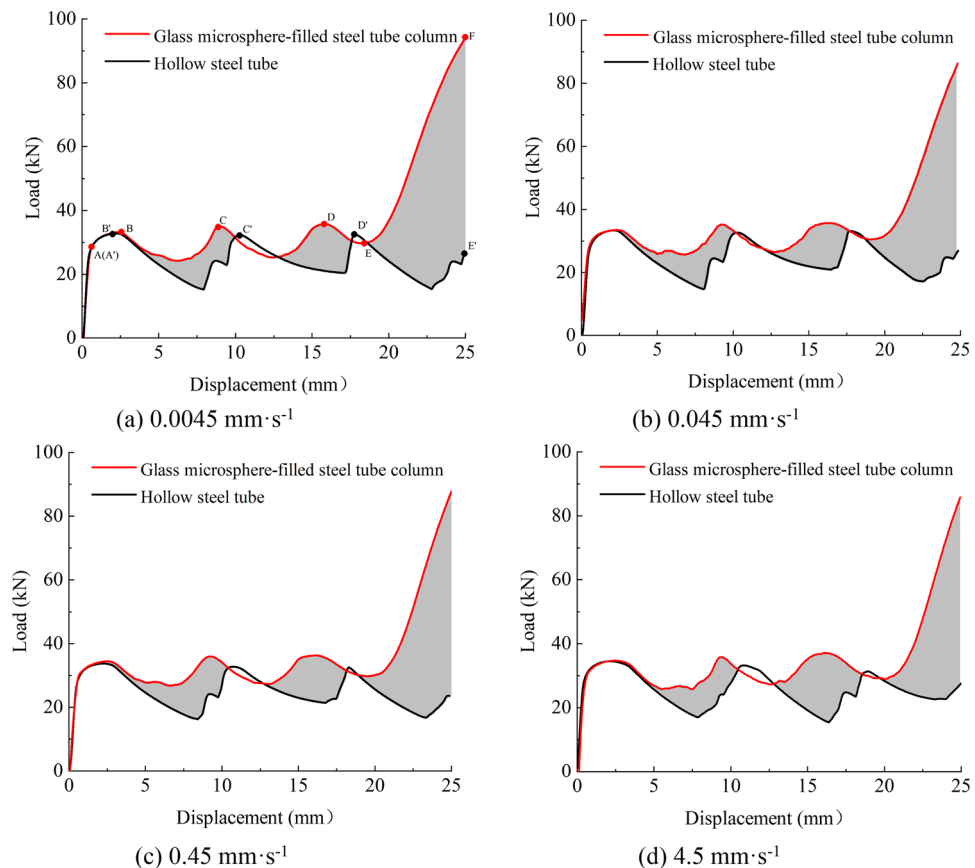 100
80
60
40
20
0
Load (kN)
Glass microsphere-filled steel tube column
Hollow steel tube
A(A')
B'
B
C
C'
D
D'
E
F
E'
0 5 10 15 20 25
Displacement (mm)
(a) 0.0045 mm·s-1
100
80
60
40
20
0
Load (kN)
Glass microsphere-filled steel tube column
Hollow steel tube
0 5 10 15 20 25
Displacement (mm)
(b) 0.045 mm·s-1
100
80
60
40
20
0
Load (kN)
Glass microsphere-filled steel tube column
Hollow steel tube
0 5 10 15 20 25
Displacement (mm)
(c) 0.45 mm·s-1
100
80
60
40
20
0
Load (kN)
Glass microsphere-filled steel tube column
Hollow steel tube
0 5 10 15 20 25
Displacement (mm)
(d) 4.5 mm·s-1